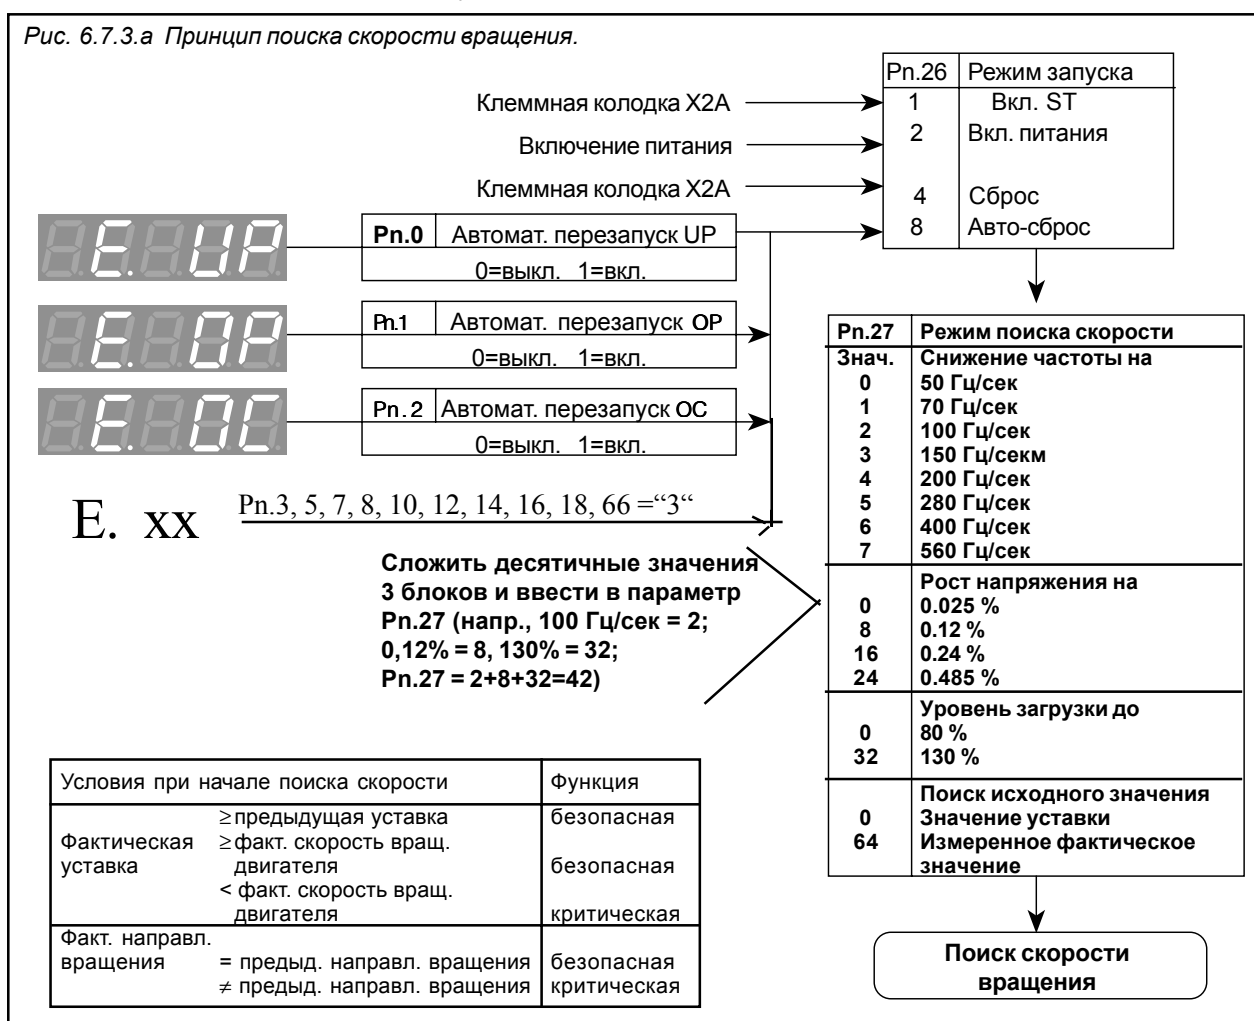 Рис. 6.7.3.a Принцип поиска скорости вращения.
Pn.26 Режим запуска
Клеммная колодка X2A 1 Вкл. ST
Включение питания 2 Вкл. питания
Клеммная колодка X2A 4 Сброс
8 Авто-сброс
E. UP
Pn.0 Автомат. перезапуск UP
0=выкл. 1=вкл.
E. OP
Pn.1 Автомат. перезапуск OP
0=выкл. 1=вкл.
E. OC
Pn.2 Автомат. перезапуск OC
0=выкл. 1=вкл.
E. xx Pn.3, 5, 7, 8, 10, 12, 14, 16, 18, 66 =“3“
Сложить десятичные значения
3 блоков и ввести в параметр
Pn.27 (напр., 100 Гц/сек = 2;
0,12% = 8, 130% = 32;
Pn.27 = 2+8+32=42)
Pn.27 Режим поиска скорости
Знач. Снижение частоты на
0 50 Гц/сек
1 70 Гц/сек
2 100 Гц/сек
3 150 Гц/секм
4 200 Гц/сек
5 280 Гц/сек
6 400 Гц/сек
7 560 Гц/сек
Рост напряжения на
0 0.025 %
8 0.12 %
16 0.24 %
24 0.485 %
Уровень загрузки до
0 80 %
32 130 %
Поиск исходного значения
0 Значение уставки
64 Измеренное фактическое
значение
Поиск скорости
вращения
Условия при начале поиска скорости Функция
≥ предыдущая уставка безопасная
Фактическая ≥ факт. скорость вращ.
уставка двигателя безопасная
< факт. скорость вращ.
двигателя критическая
Факт. направл.
вращения = предыд. направл. вращения безопасная
≠ предыд. направл. вращения критическая